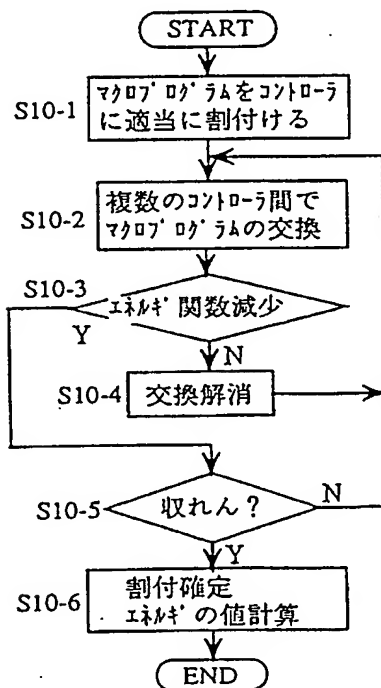 START
S10-1
ﾏｸﾛﾌﾟﾛｸﾞﾗﾑをｺﾝﾄﾛｰﾗ
に適当に割付ける
S10-2
複数のｺﾝﾄﾛｰﾗ間で
ﾏｸﾛﾌﾟﾛｸﾞﾗﾑの交換
S10-3
ｴﾈﾙｷﾞ関数減少
Y
N
S10-4
交換解消
S10-5
収れん？
N
Y
S10-6
割付確定
ｴﾈﾙｷﾞの値計算
END